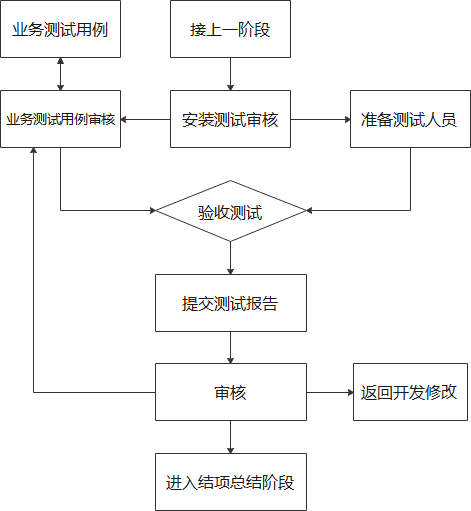 业务测试用例
接上一阶段
业务测试用例审核
安装测试审核
准备测试人员
验收测试
提交测试报告
审核
返回开发修改
进入结项总结阶段